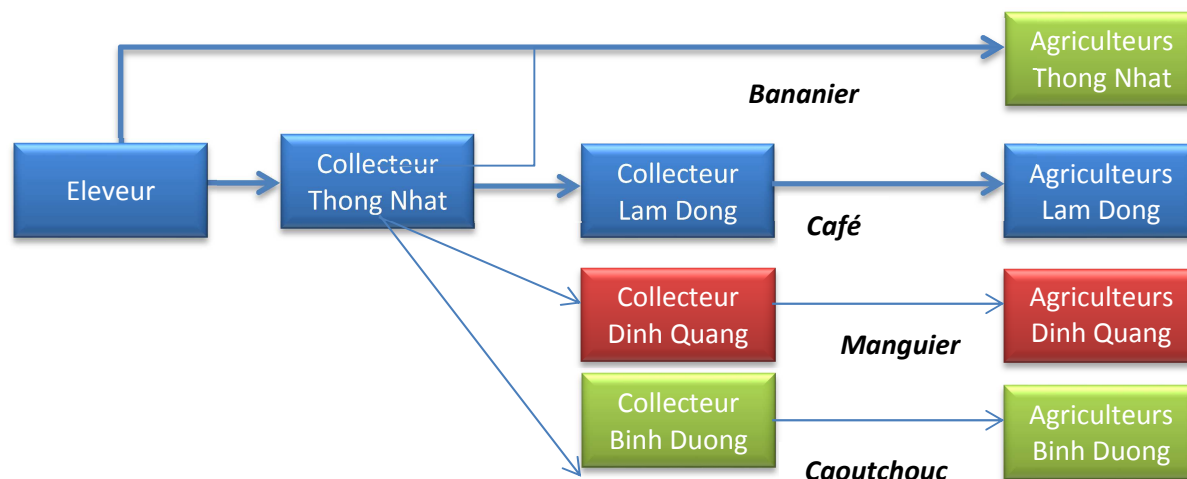 Agriculteurs
Thong Nhat
Bananier
Eleveur
Collecteur
Thong Nhat
Collecteur
Lam Dong
Agriculteurs
Lam Dong
Café
Collecteur
Dinh Quang
Agriculteurs
Dinh Quang
Manguier
Collecteur
Binh Duong
Agriculteurs
Binh Duong
Caoutchouc